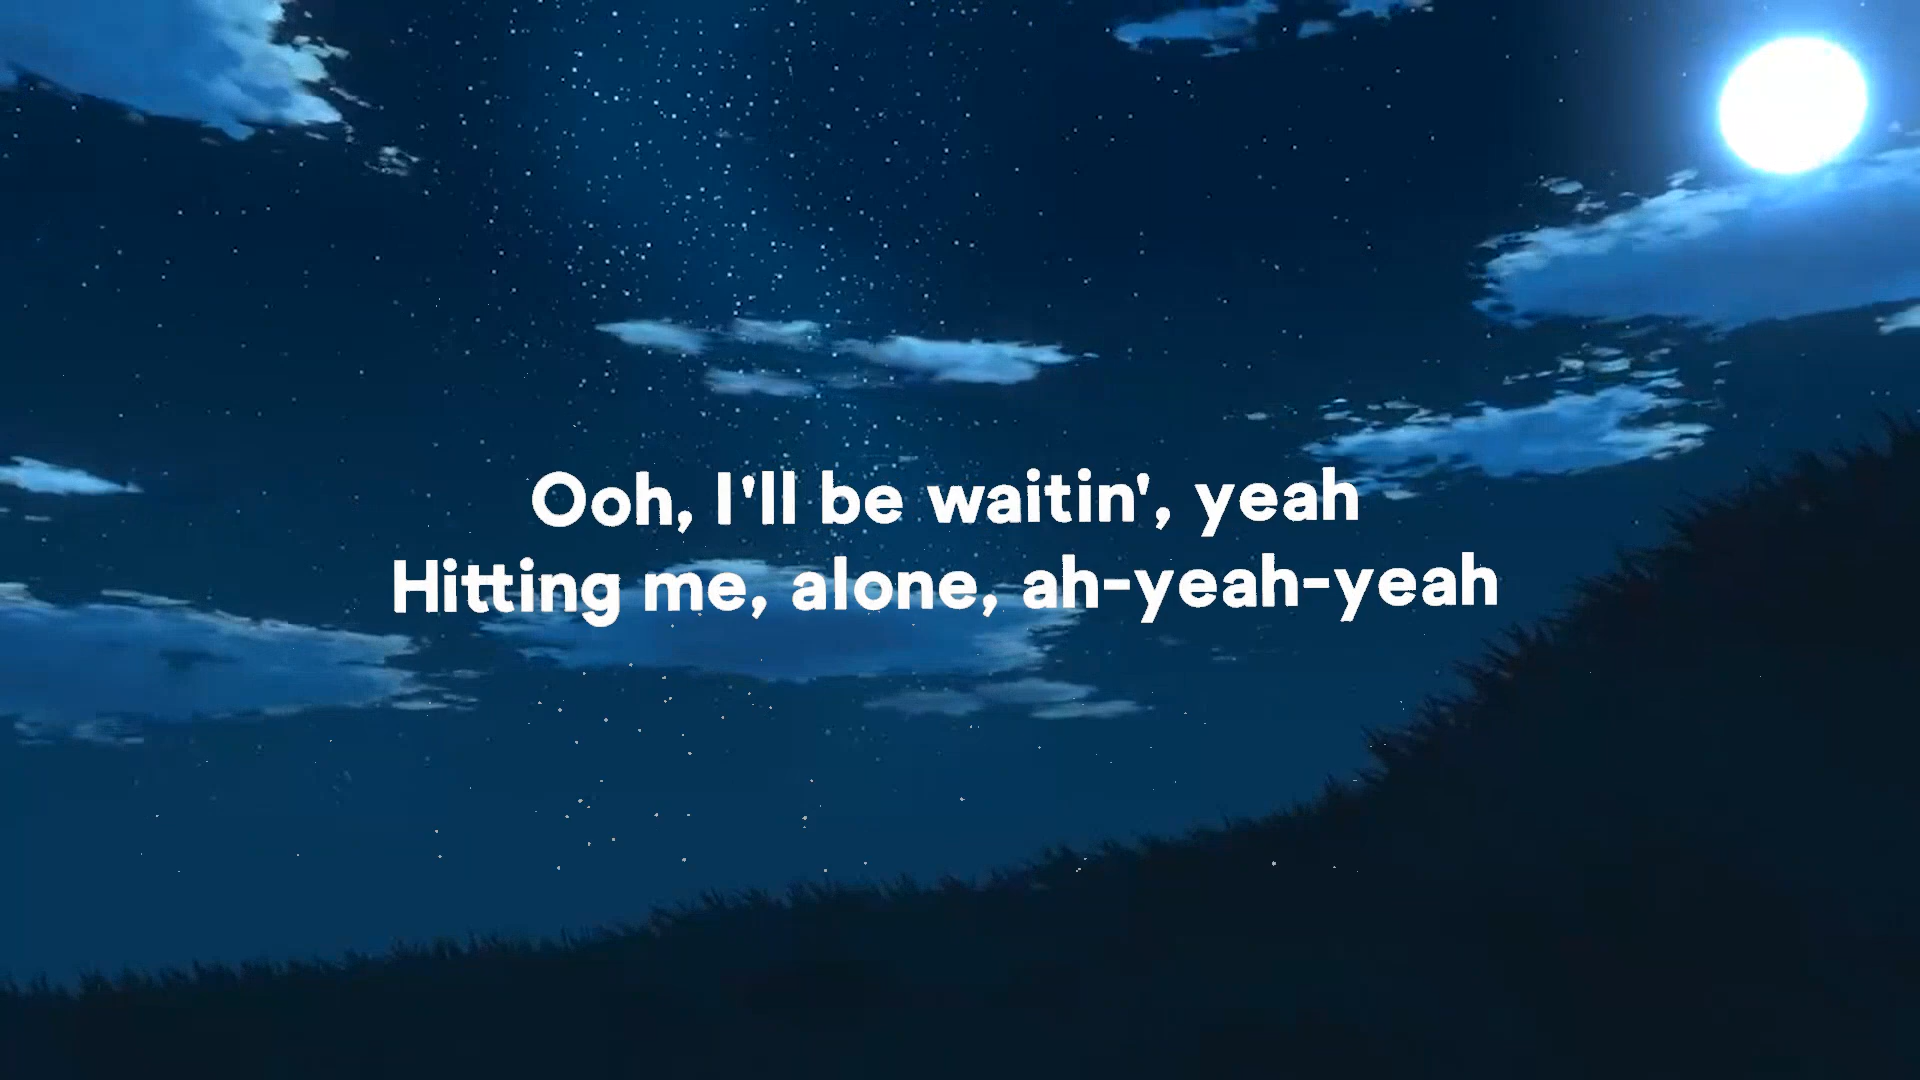 Ooh, I'll be waitin', yeah
Hitting me, alone, ah-yeah-yeah